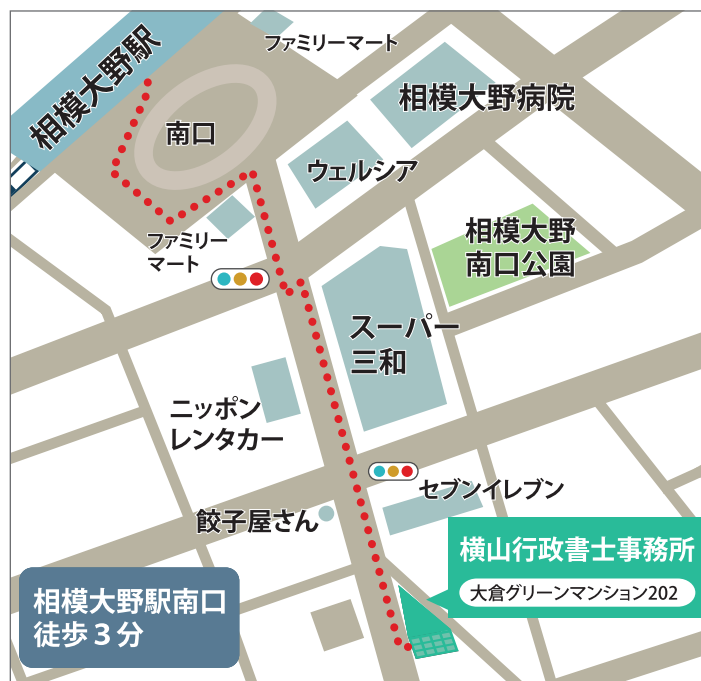 相模大野駅
ファミリーマート
南口
相模大野病院
ウェルシア
ファミリー
マート
相模大野
南口公園
スーパー
三和
ニッポン
レンタカー
セブンイレブン
餃子屋さん
横山行政書士事務所
大倉グリーンマンション202
相模大野駅南口
徒歩3分